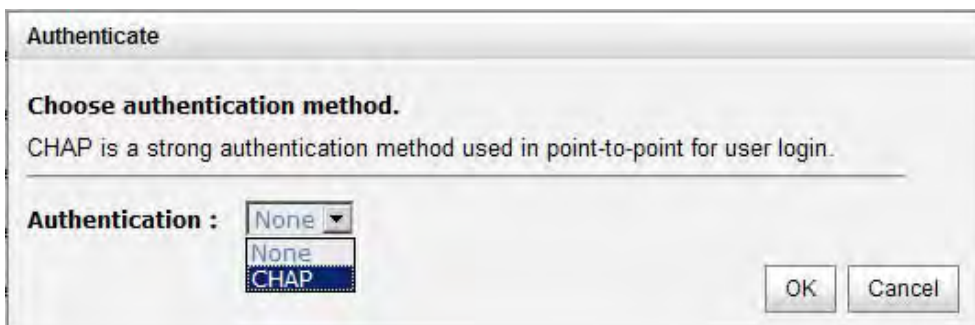 Authenticate
Choose authentication method.
CHAP is a strong authentication method used in point-to-point for user login.
Authentication : None
None
CHAP
OK Cancel